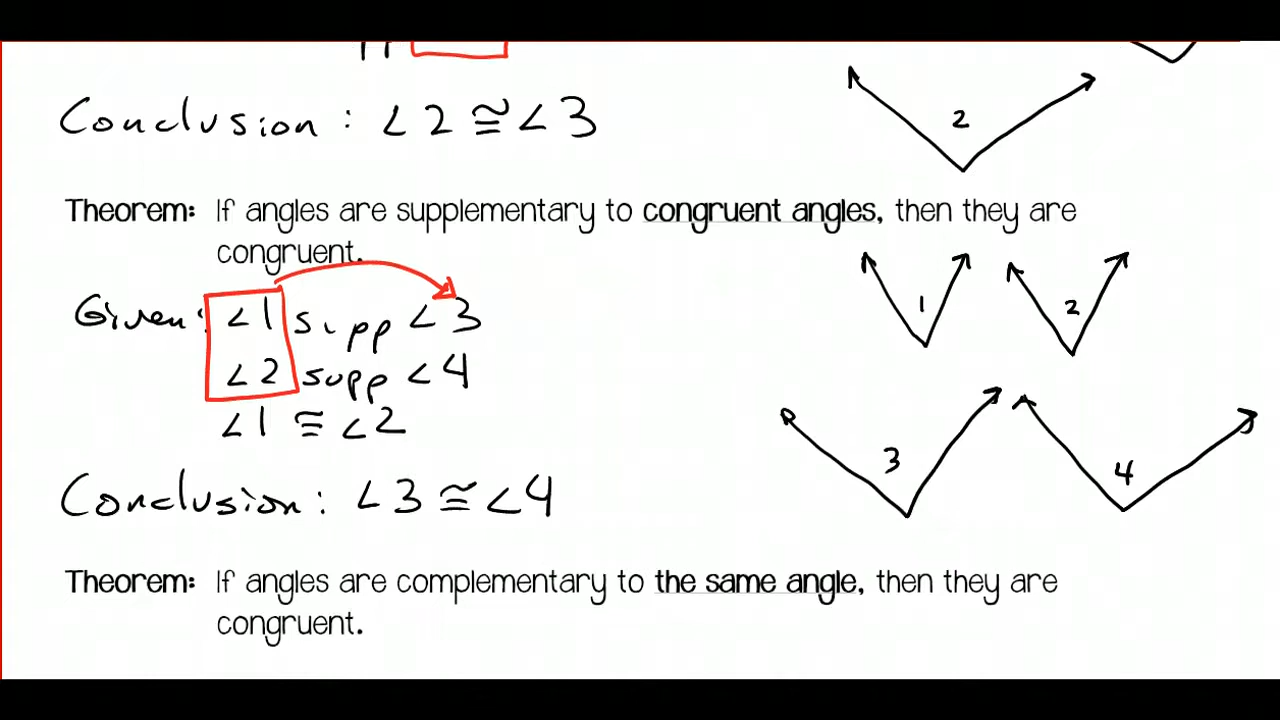 Conclusion: ∠2 ≅ ∠3
2
Theorem: If angles are supplementary to congruent angles, then they are
congruent.
Given: ∠1 supp ∠3
∠2 supp ∠4
∠1 ≅ ∠2
1 2
3 4
Conclusion: ∠3 ≅ ∠4
Theorem: If angles are complementary to the same angle, then they are
congruent.